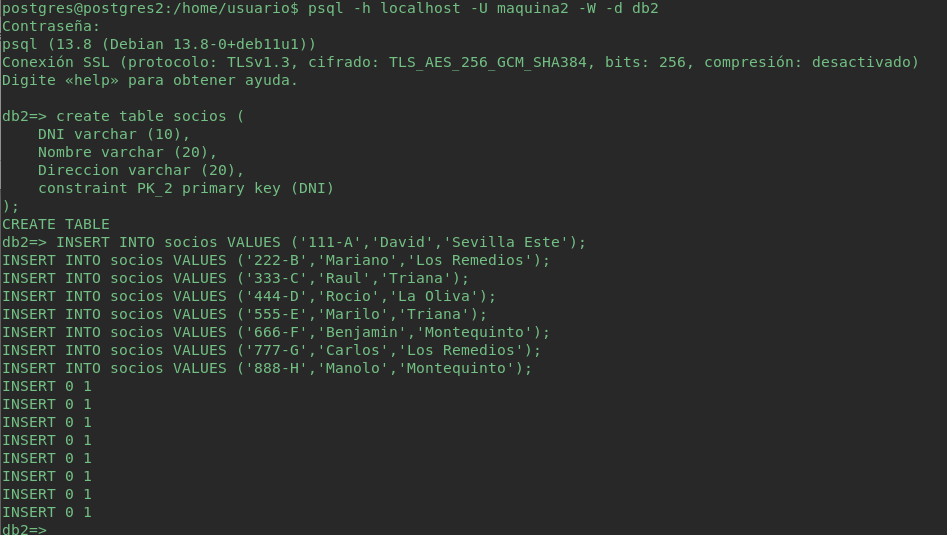 postgres@postgres2:/home/usuario$ psql -h localhost -U maquina2 -W -d db2
Contraseña:
psql (13.8 (Debian 13.8-0+deb11u1))
Conexión SSL (protocolo: TLSv1.3, cifrado: TLS_AES_256_GCM_SHA384, bits: 256, compresión: desactivado)
Digite «help» para obtener ayuda.

db2=> create table socios (
    DNI varchar (10),
    Nombre varchar (20),
    Direccion varchar (20),
    constraint PK_2 primary key (DNI)
);
CREATE TABLE
db2=> INSERT INTO socios VALUES ('111-A','David','Sevilla Este');
INSERT INTO socios VALUES ('222-B','Mariano','Los Remedios');
INSERT INTO socios VALUES ('333-C','Raul','Triana');
INSERT INTO socios VALUES ('444-D','Rocio','La Oliva');
INSERT INTO socios VALUES ('555-E','Marilo','Triana');
INSERT INTO socios VALUES ('666-F','Benjamin','Montequinto');
INSERT INTO socios VALUES ('777-G','Carlos','Los Remedios');
INSERT INTO socios VALUES ('888-H','Manolo','Montequinto');
INSERT 0 1
INSERT 0 1
INSERT 0 1
INSERT 0 1
INSERT 0 1
INSERT 0 1
INSERT 0 1
INSERT 0 1
db2=>